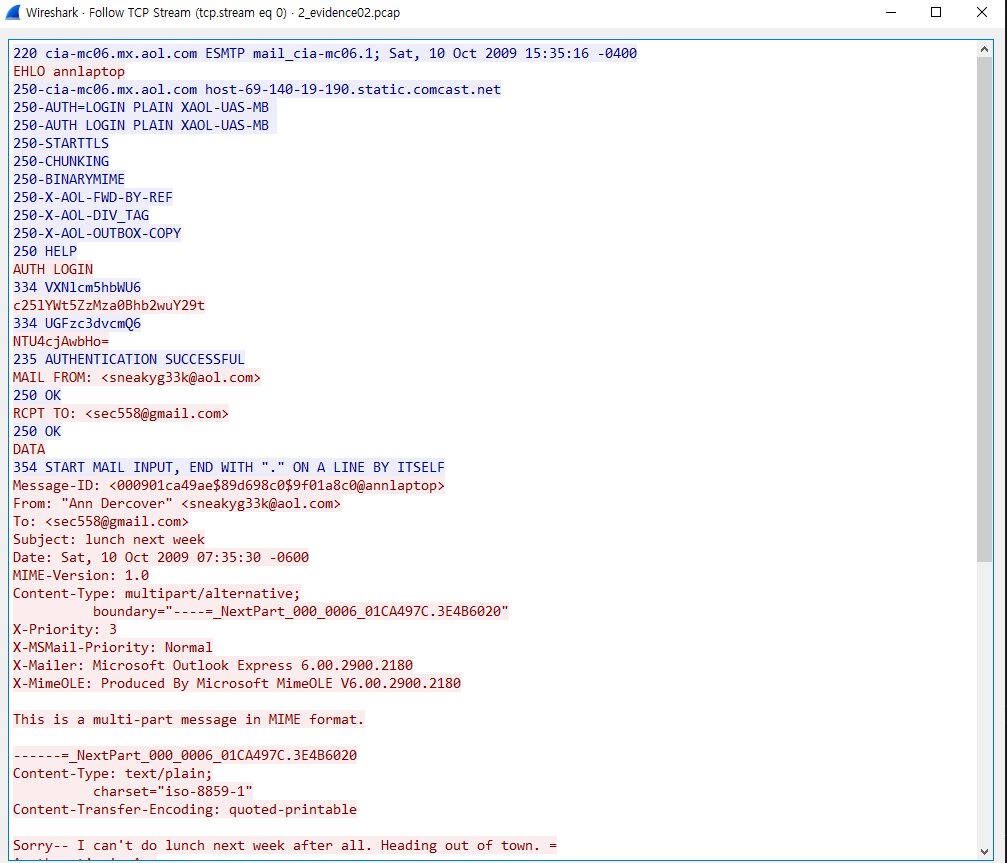 Wireshark · Follow TCP Stream (tcp.stream eq 0) · 2_evidence02.pcap
220 cia-mc06.mx.aol.com ESMTP mail_cia-mc06.1; Sat, 10 Oct 2009 15:35:16 -0400
EHLO annlaptop
250-cia-mc06.mx.aol.com host-69-140-19-190.static.comcast.net
250-AUTH=LOGIN PLAIN XAOL-UAS-MB
250-AUTH LOGIN PLAIN XAOL-UAS-MB
250-STARTTLS
250-CHUNKING
250-BINARYMIME
250-X-AOL-FWD-BY-REF
250-X-AOL-DIV_TAG
250-X-AOL-OUTBOX-COPY
250 HELP
AUTH LOGIN
334 VXNlcm5hbWU6
c25lYWt5ZzMza0Bhb2wuY29t
334 UGFzc3dvcmQ6
NTU4cjAwbHo=
235 AUTHENTICATION SUCCESSFUL
MAIL FROM: <sneakyg33k@aol.com>
250 OK
RCPT TO: <sec558@gmail.com>
250 OK
DATA
354 START MAIL INPUT, END WITH "." ON A LINE BY ITSELF
Message-ID: <000901ca49ae$89d698c0$9f01a8c0@annlaptop>
From: "Ann Dercover" <sneakyg33k@aol.com>
To: <sec558@gmail.com>
Subject: lunch next week
Date: Sat, 10 Oct 2009 07:35:30 -0600
MIME-Version: 1.0
Content-Type: multipart/alternative;
boundary="----=_NextPart_000_0006_01CA497C.3E4B6020"
X-Priority: 3
X-MSMail-Priority: Normal
X-Mailer: Microsoft Outlook Express 6.00.2900.2180
X-MimeOLE: Produced By Microsoft MimeOLE V6.00.2900.2180
This is a multi-part message in MIME format.
------=_NextPart_000_0006_01CA497C.3E4B6020
Content-Type: text/plain;
charset="iso-8859-1"
Content-Transfer-Encoding: quoted-printable
Sorry-- I can't do lunch next week after all. Heading out of town. =